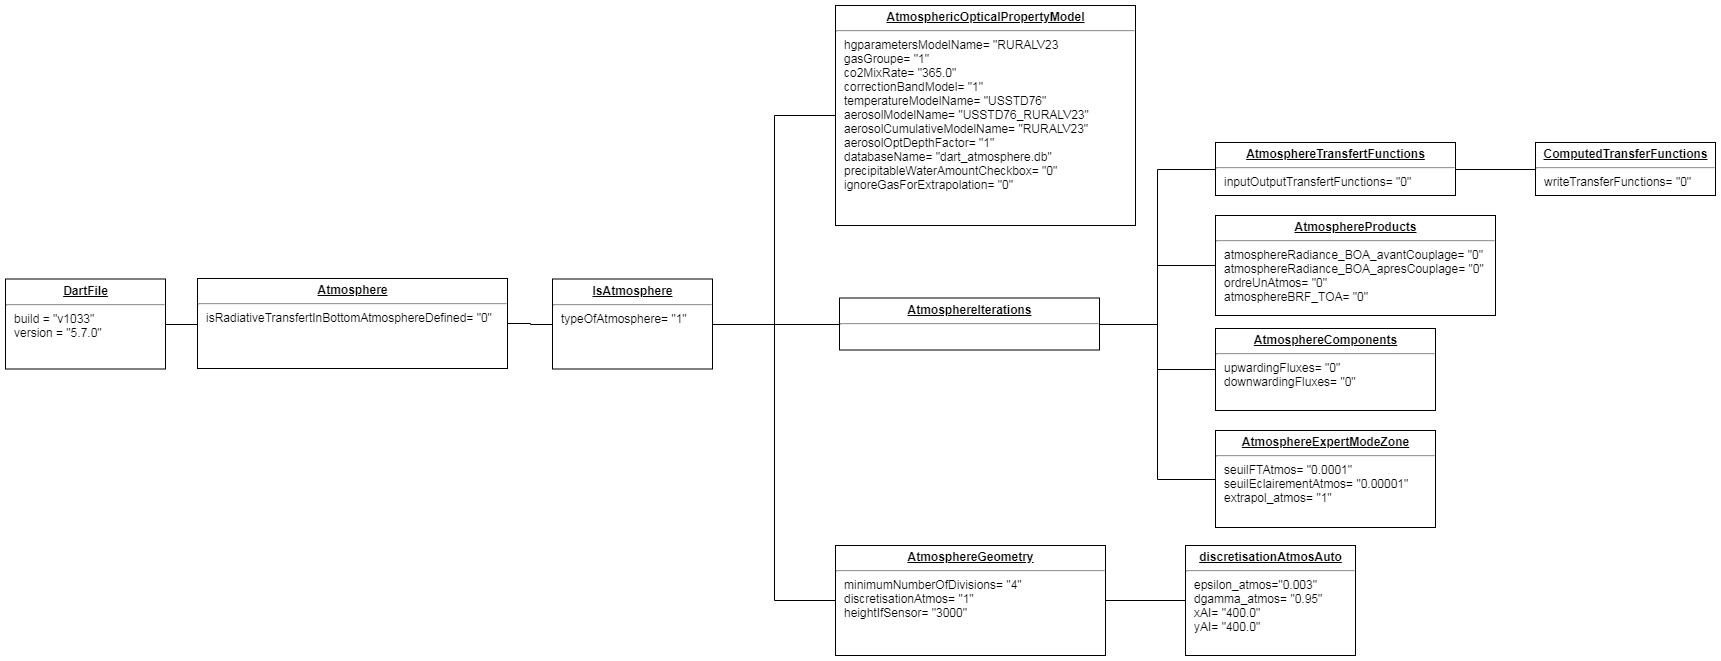 DartFile
build = "v1033"
version = "5.7.0"
Atmosphere
isRadiativeTransfertInBottomAtmosphereDefined= "0"
IsAtmosphere
typeOfAtmosphere= "1"
AtmosphericOpticalPropertyModel
hgparametersModelName= "RURALV23
gasGroupe= "1"
co2MixRate= "365.0"
correctionBandModel= "1"
temperatureModelName= "USSTD76"
aerosolModelName= "USSTD76_RURALV23"
aerosolCumulativeModelName= "RURALV23"
aerosolOptDepthFactor= "1"
databaseName= "dart_atmosphere.db"
precipitableWaterAmountCheckbox= "0"
ignoreGasForExtrapolation= "0"
AtmosphereIterations
AtmosphereTransfertFunctions
inputOutputTransfertFunctions= "0"
ComputedTransferFunctions
writeTransferFunctions= "0"
AtmosphereProducts
atmosphereRadiance_BOA_avantCouplage= "0"
atmosphereRadiance_BOA_apresCouplage= "0"
ordreUnAtmos= "0"
atmosphereBRF_TOA= "0"
AtmosphereComponents
upwardingFluxes= "0"
downwardingFluxes= "0"
AtmosphereExpertModeZone
seuilFTAtmos= "0.0001"
seuilEclairementAtmos= "0.00001"
extrapol_atmos= "1"
AtmosphereGeometry
minimumNumberOfDivisions= "4"
discretisationAtmos= "1"
heightIfSensor= "3000"
discretisationAtmosAuto
epsilon_atmos="0.003"
dgamma_atmos= "0.95"
xAI= "400.0"
yAI= "400.0"